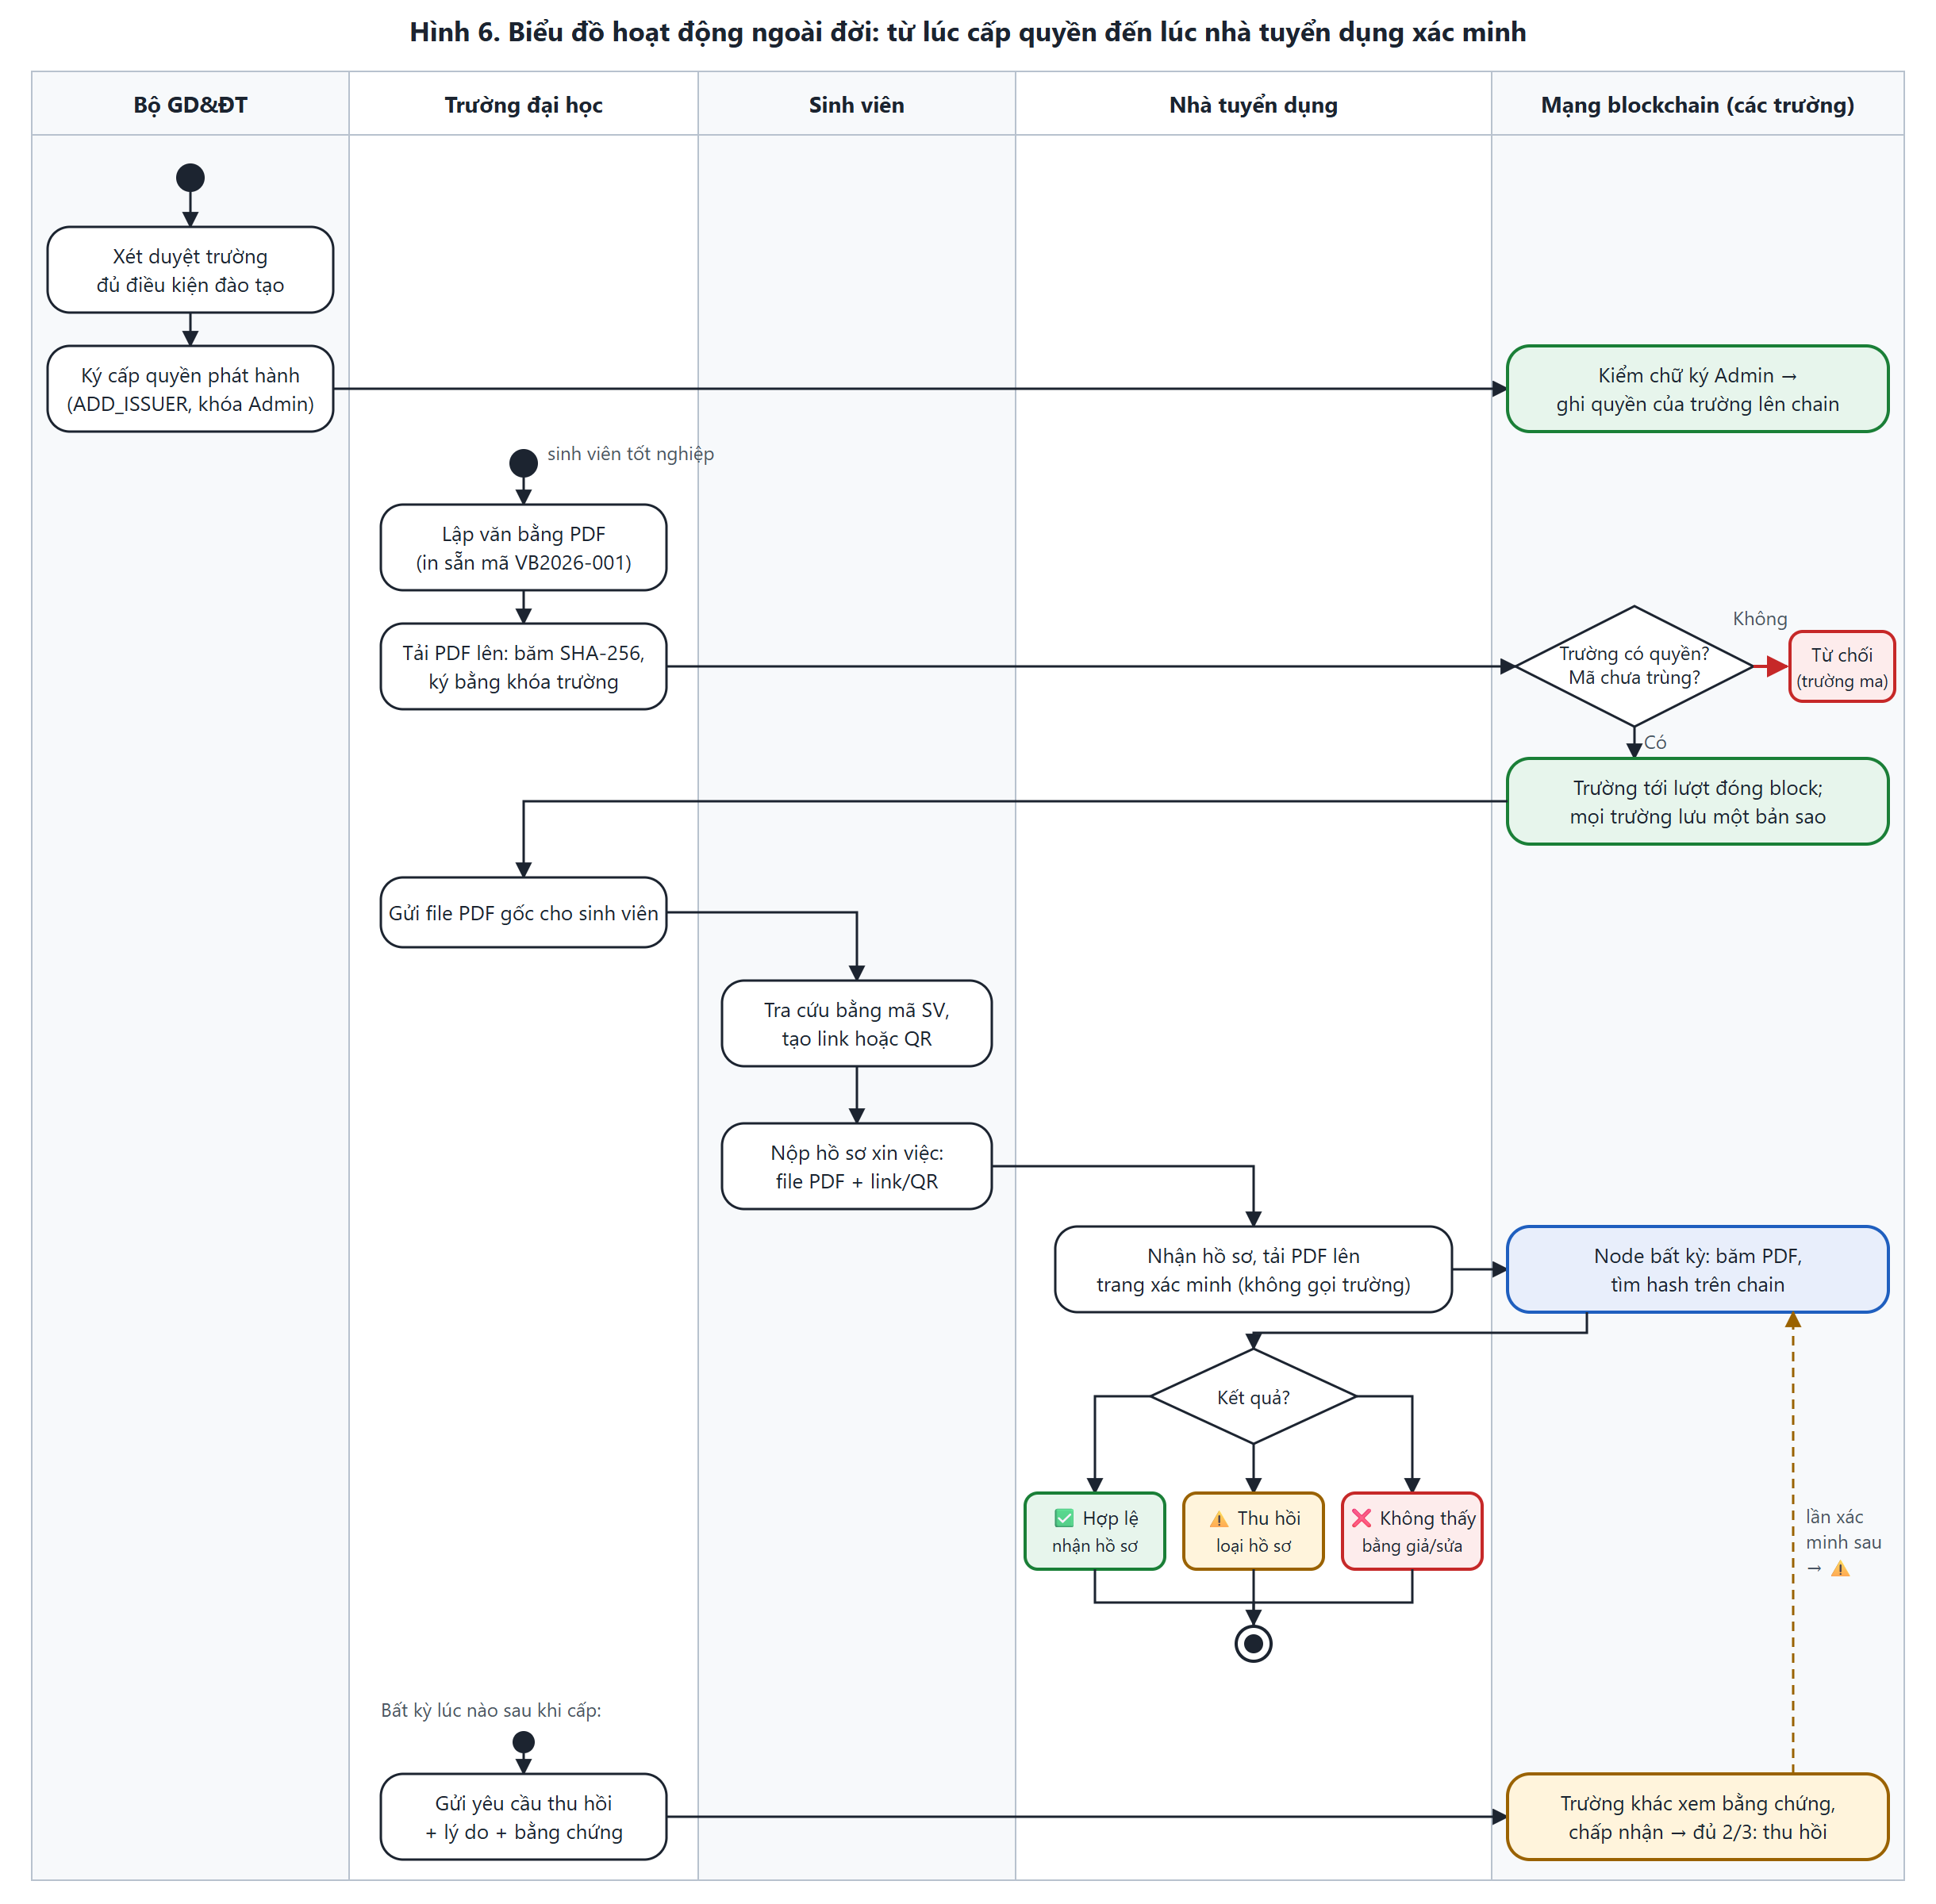 Hình 6. Biểu đồ hoạt động ngoài đời: từ lúc cấp quyền đến lúc nhà tuyển dụng xác minh
Bộ GD&ĐT
Trường đại học
Sinh viên
Nhà tuyển dụng
Mạng blockchain (các trường)
Xét duyệt trường
đủ điều kiện đào tạo
Ký cấp quyền phát hành
(ADD_ISSUER, khóa Admin)
Kiểm chữ ký Admin →
ghi quyền của trường lên chain
sinh viên tốt nghiệp
Lập văn bằng PDF
(in sẵn mã VB2026-001)
Tải PDF lên: băm SHA-256,
ký bằng khóa trường
Trường có quyền?
Mã chưa trùng?
Không
Từ chối
(trường ma)
Có
Trường tới lượt đóng block;
mọi trường lưu một bản sao
Gửi file PDF gốc cho sinh viên
Tra cứu bằng mã SV,
tạo link hoặc QR
Nộp hồ sơ xin việc:
file PDF + link/QR
Nhận hồ sơ, tải PDF lên
trang xác minh (không gọi trường)
Node bất kỳ: băm PDF,
tìm hash trên chain
Kết quả?
✅ Hợp lệ
nhận hồ sơ
⚠️ Thu hồi
loại hồ sơ
❌ Không thấy
bằng giả/sửa
lần xác
minh sau
→ ⚠️
Bất kỳ lúc nào sau khi cấp:
Gửi yêu cầu thu hồi
+ lý do + bằng chứng
Trường khác xem bằng chứng,
chấp nhận → đủ 2/3: thu hồi